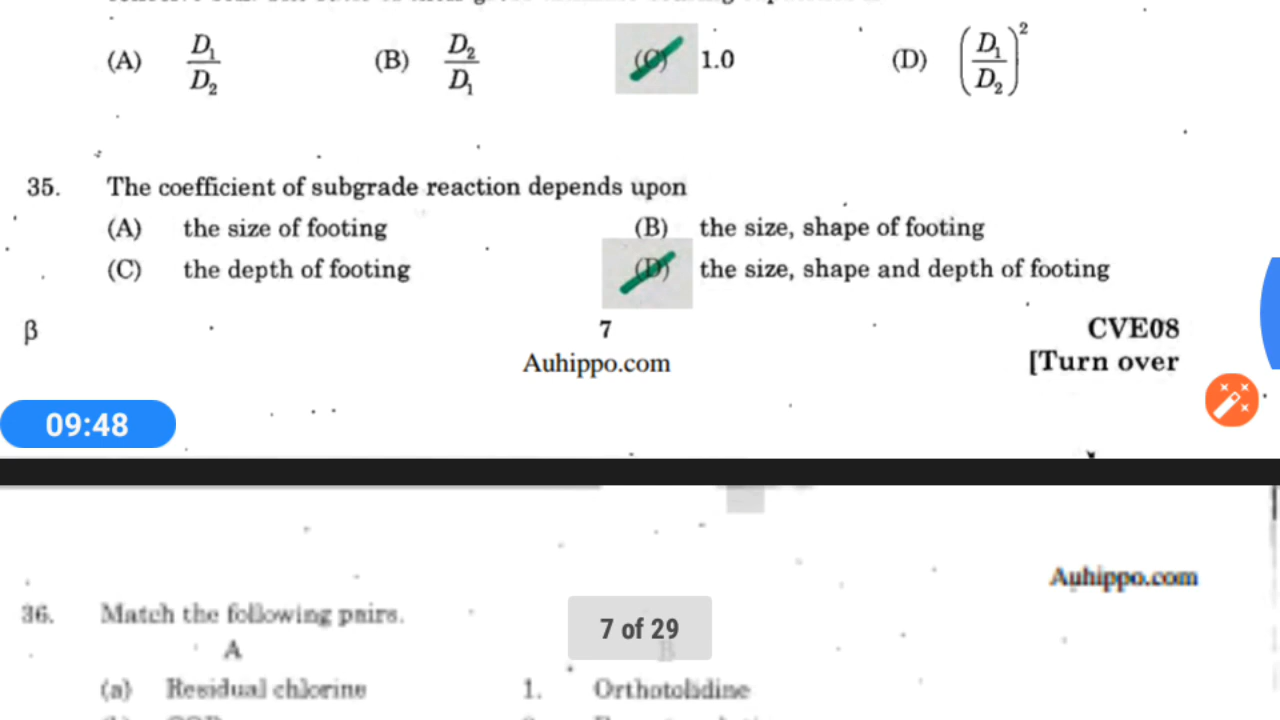 (A) D₁/D₂ (B) D₂/D₁ (C) 1.0 (D) (D₁/D₂)²
35. The coefficient of subgrade reaction depends upon
(A) the size of footing (B) the size, shape of footing
(C) the depth of footing (D) the size, shape and depth of footing
β 7 CVE08
Auhippo.com [Turn over
09:48
Auhippo.com
36. Match the following pairs.
7 of 29
A B
(a) Residual chlorine 1. Orthotolidine